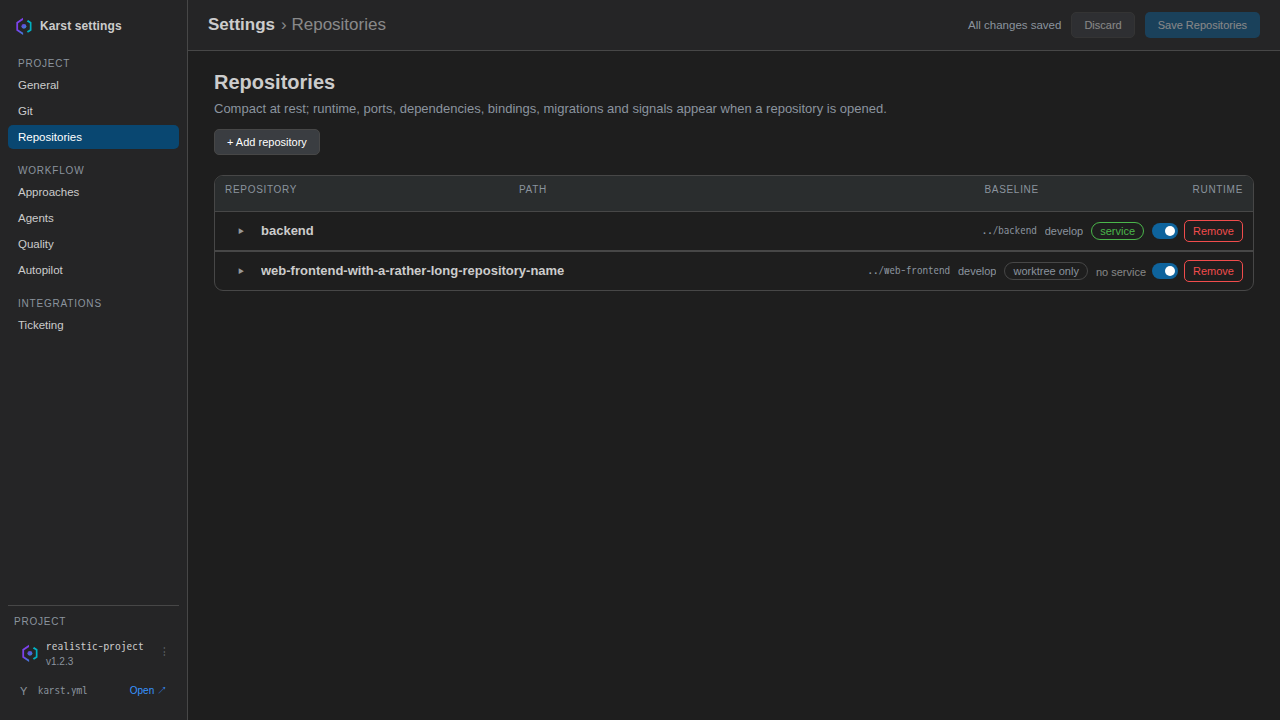 Karst settings
Settings › Repositories
All changes saved
Discard
Save Repositories
PROJECT
General
Git
Repositories
WORKFLOW
Approaches
Agents
Quality
Autopilot
INTEGRATIONS
Ticketing
Repositories
Compact at rest; runtime, ports, dependencies, bindings, migrations and signals appear when a repository is opened.
+ Add repository
REPOSITORY PATH BASELINE RUNTIME
▸ backend ../backend develop service Remove
▸ web-frontend-with-a-rather-long-repository-name ../web-frontend develop worktree only no service Remove
PROJECT
realistic-project ⋮
v1.2.3
Y karst.yml Open ↗